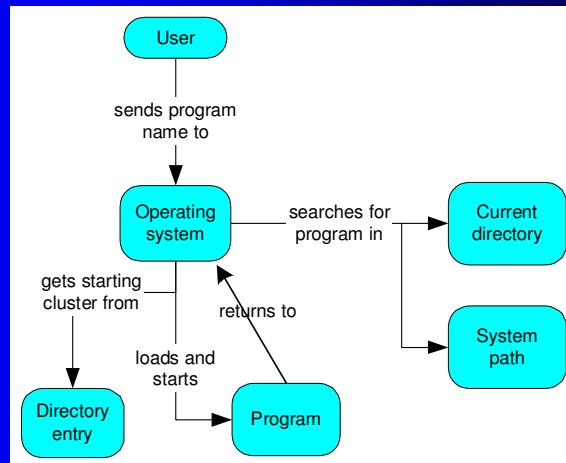 User
sends program
name to
Operating
system
searches for
program in
Current
directory
gets starting
cluster from
returns to
System
path
loads and
starts
Directory
entry
Program